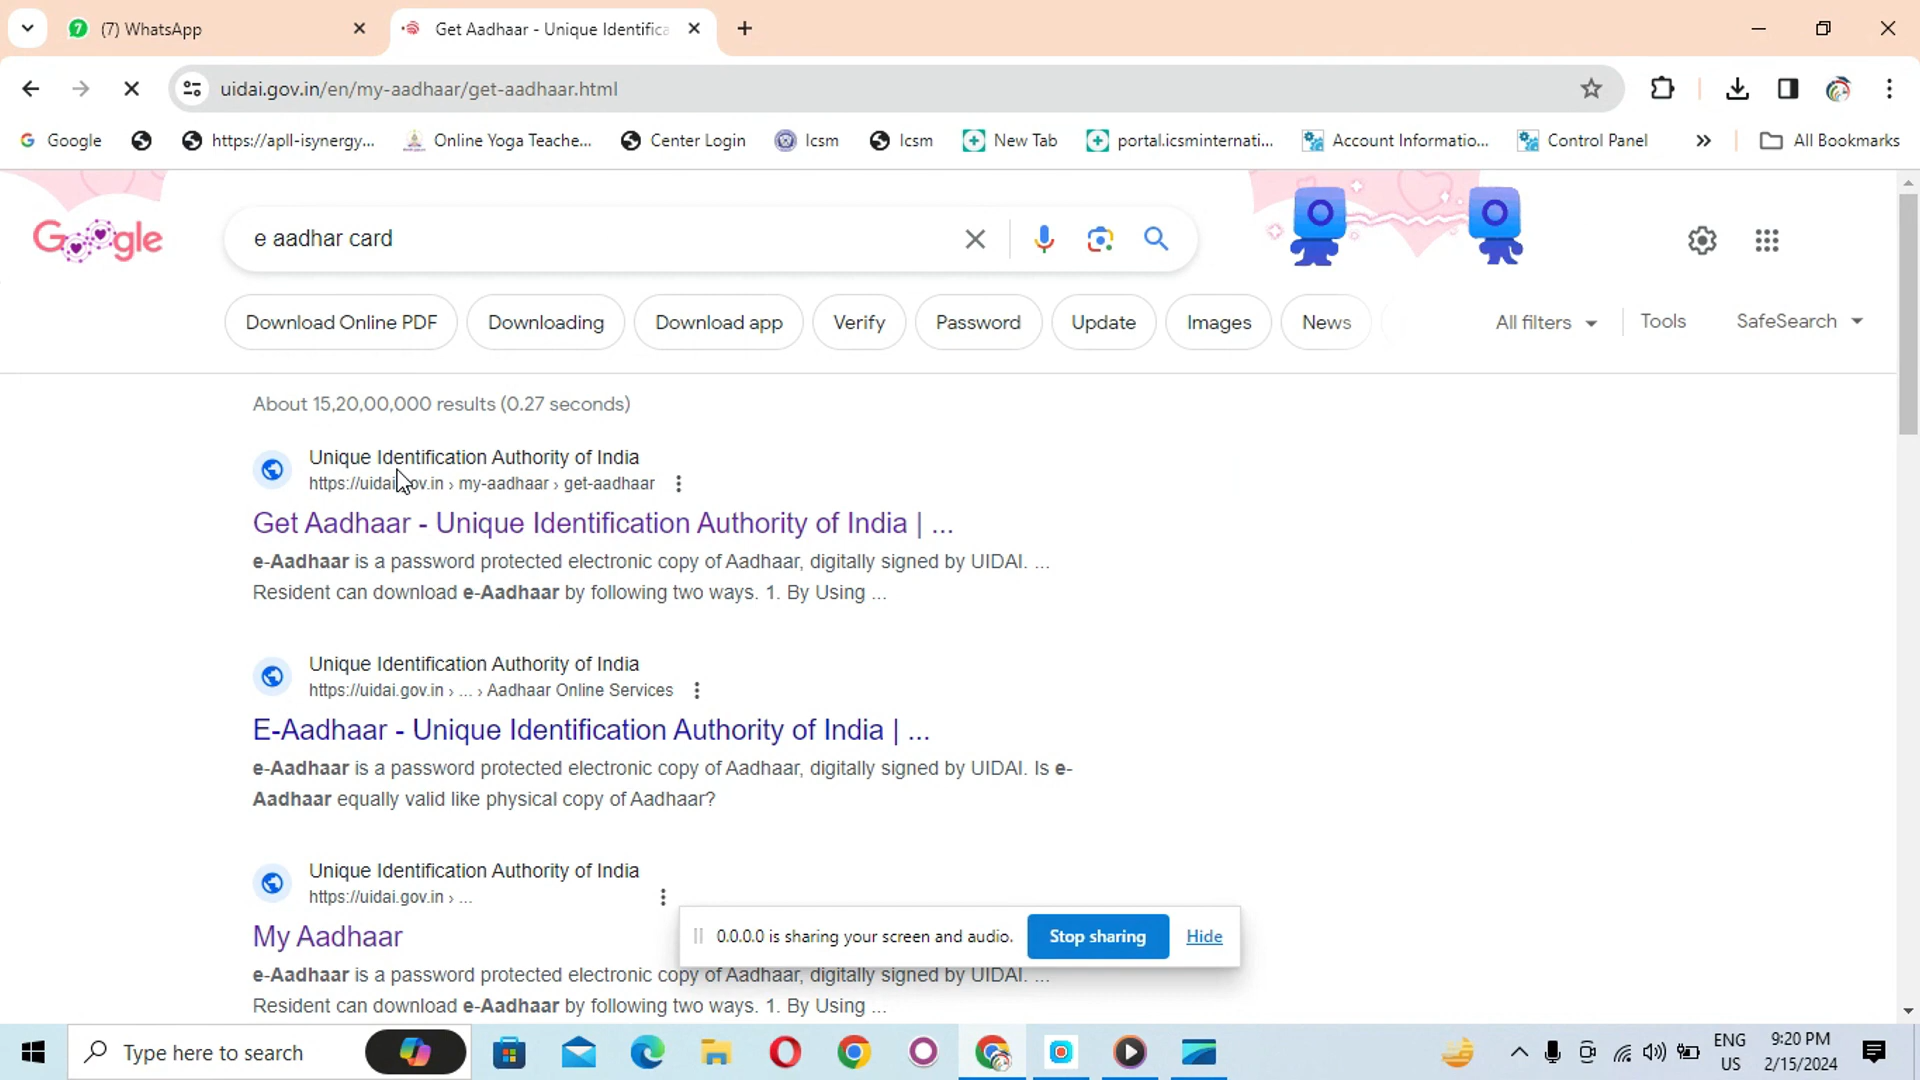 (7) WhatsApp
Get Aadhaar - Unique Identifica
uidai.gov.in/en/my-aadhaar/get-aadhaar.html
Google
https://apll-isynergy...
Online Yoga Teache...
Center Login
Icsm
Icsm
New Tab
portal.icsminternati...
Account Informatio...
Control Panel
All Bookmarks
Google
e aadhar card
Download Online PDF
Downloading
Download app
Verify
Password
Update
Images
News
All filters
Tools
SafeSearch
About 15,20,00,000 results (0.27 seconds)
Unique Identification Authority of India
https://uidai.gov.in › my-aadhaar › get-aadhaar
Get Aadhaar - Unique Identification Authority of India | ...
e-Aadhaar is a password protected electronic copy of Aadhaar, digitally signed by UIDAI. ...
Resident can download e-Aadhaar by following two ways. 1. By Using ...
Unique Identification Authority of India
https://uidai.gov.in › ... › Aadhaar Online Services
E-Aadhaar - Unique Identification Authority of India | ...
e-Aadhaar is a password protected electronic copy of Aadhaar, digitally signed by UIDAI. Is e-
Aadhaar equally valid like physical copy of Aadhaar?
Unique Identification Authority of India
https://uidai.gov.in › ...
My Aadhaar
0.0.0.0 is sharing your screen and audio.
Stop sharing
Hide
e-Aadhaar is a password protected electronic copy of Aadhaar, digitally signed by UIDAI. ...
Resident can download e-Aadhaar by following two ways. 1. By Using ...
Type here to search
ENG
US
9:20 PM
2/15/2024